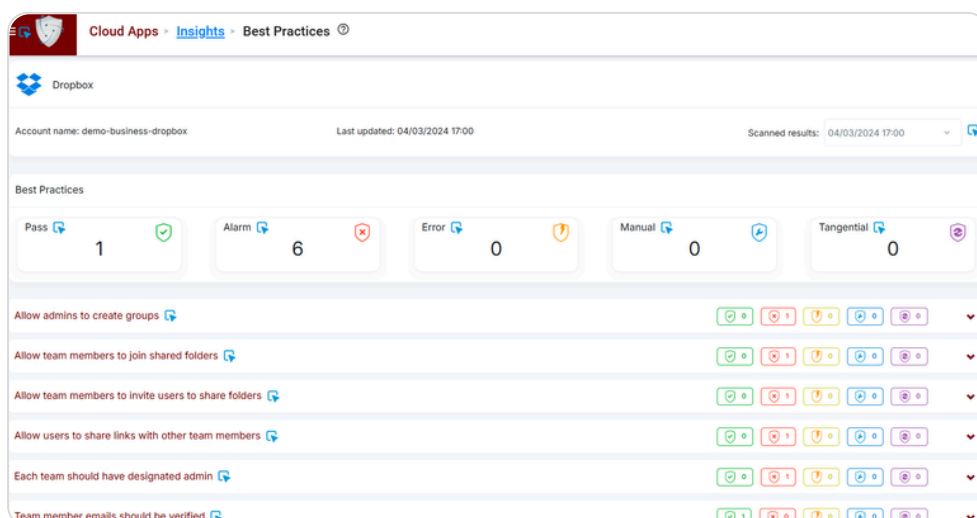 Cloud Apps > Insights > Best Practices
Dropbox
Account name: demo-business-dropbox
Last updated: 04/03/2024 17:00
Scanned results: 04/03/2024 17:00
Best Practices
Pass
1
Alarm
6
Error
0
Manual
0
Tangential
0
Allow admins to create groups 0 1 0 0 0
Allow team members to join shared folders 0 1 0 0 0
Allow team members to invite users to share folders 0 1 0 0 0
Allow users to share links with other team members 0 1 0 0 0
Each team should have designated admin 0 1 0 0 0
Team member emails should be verified 1 0 0 0 0